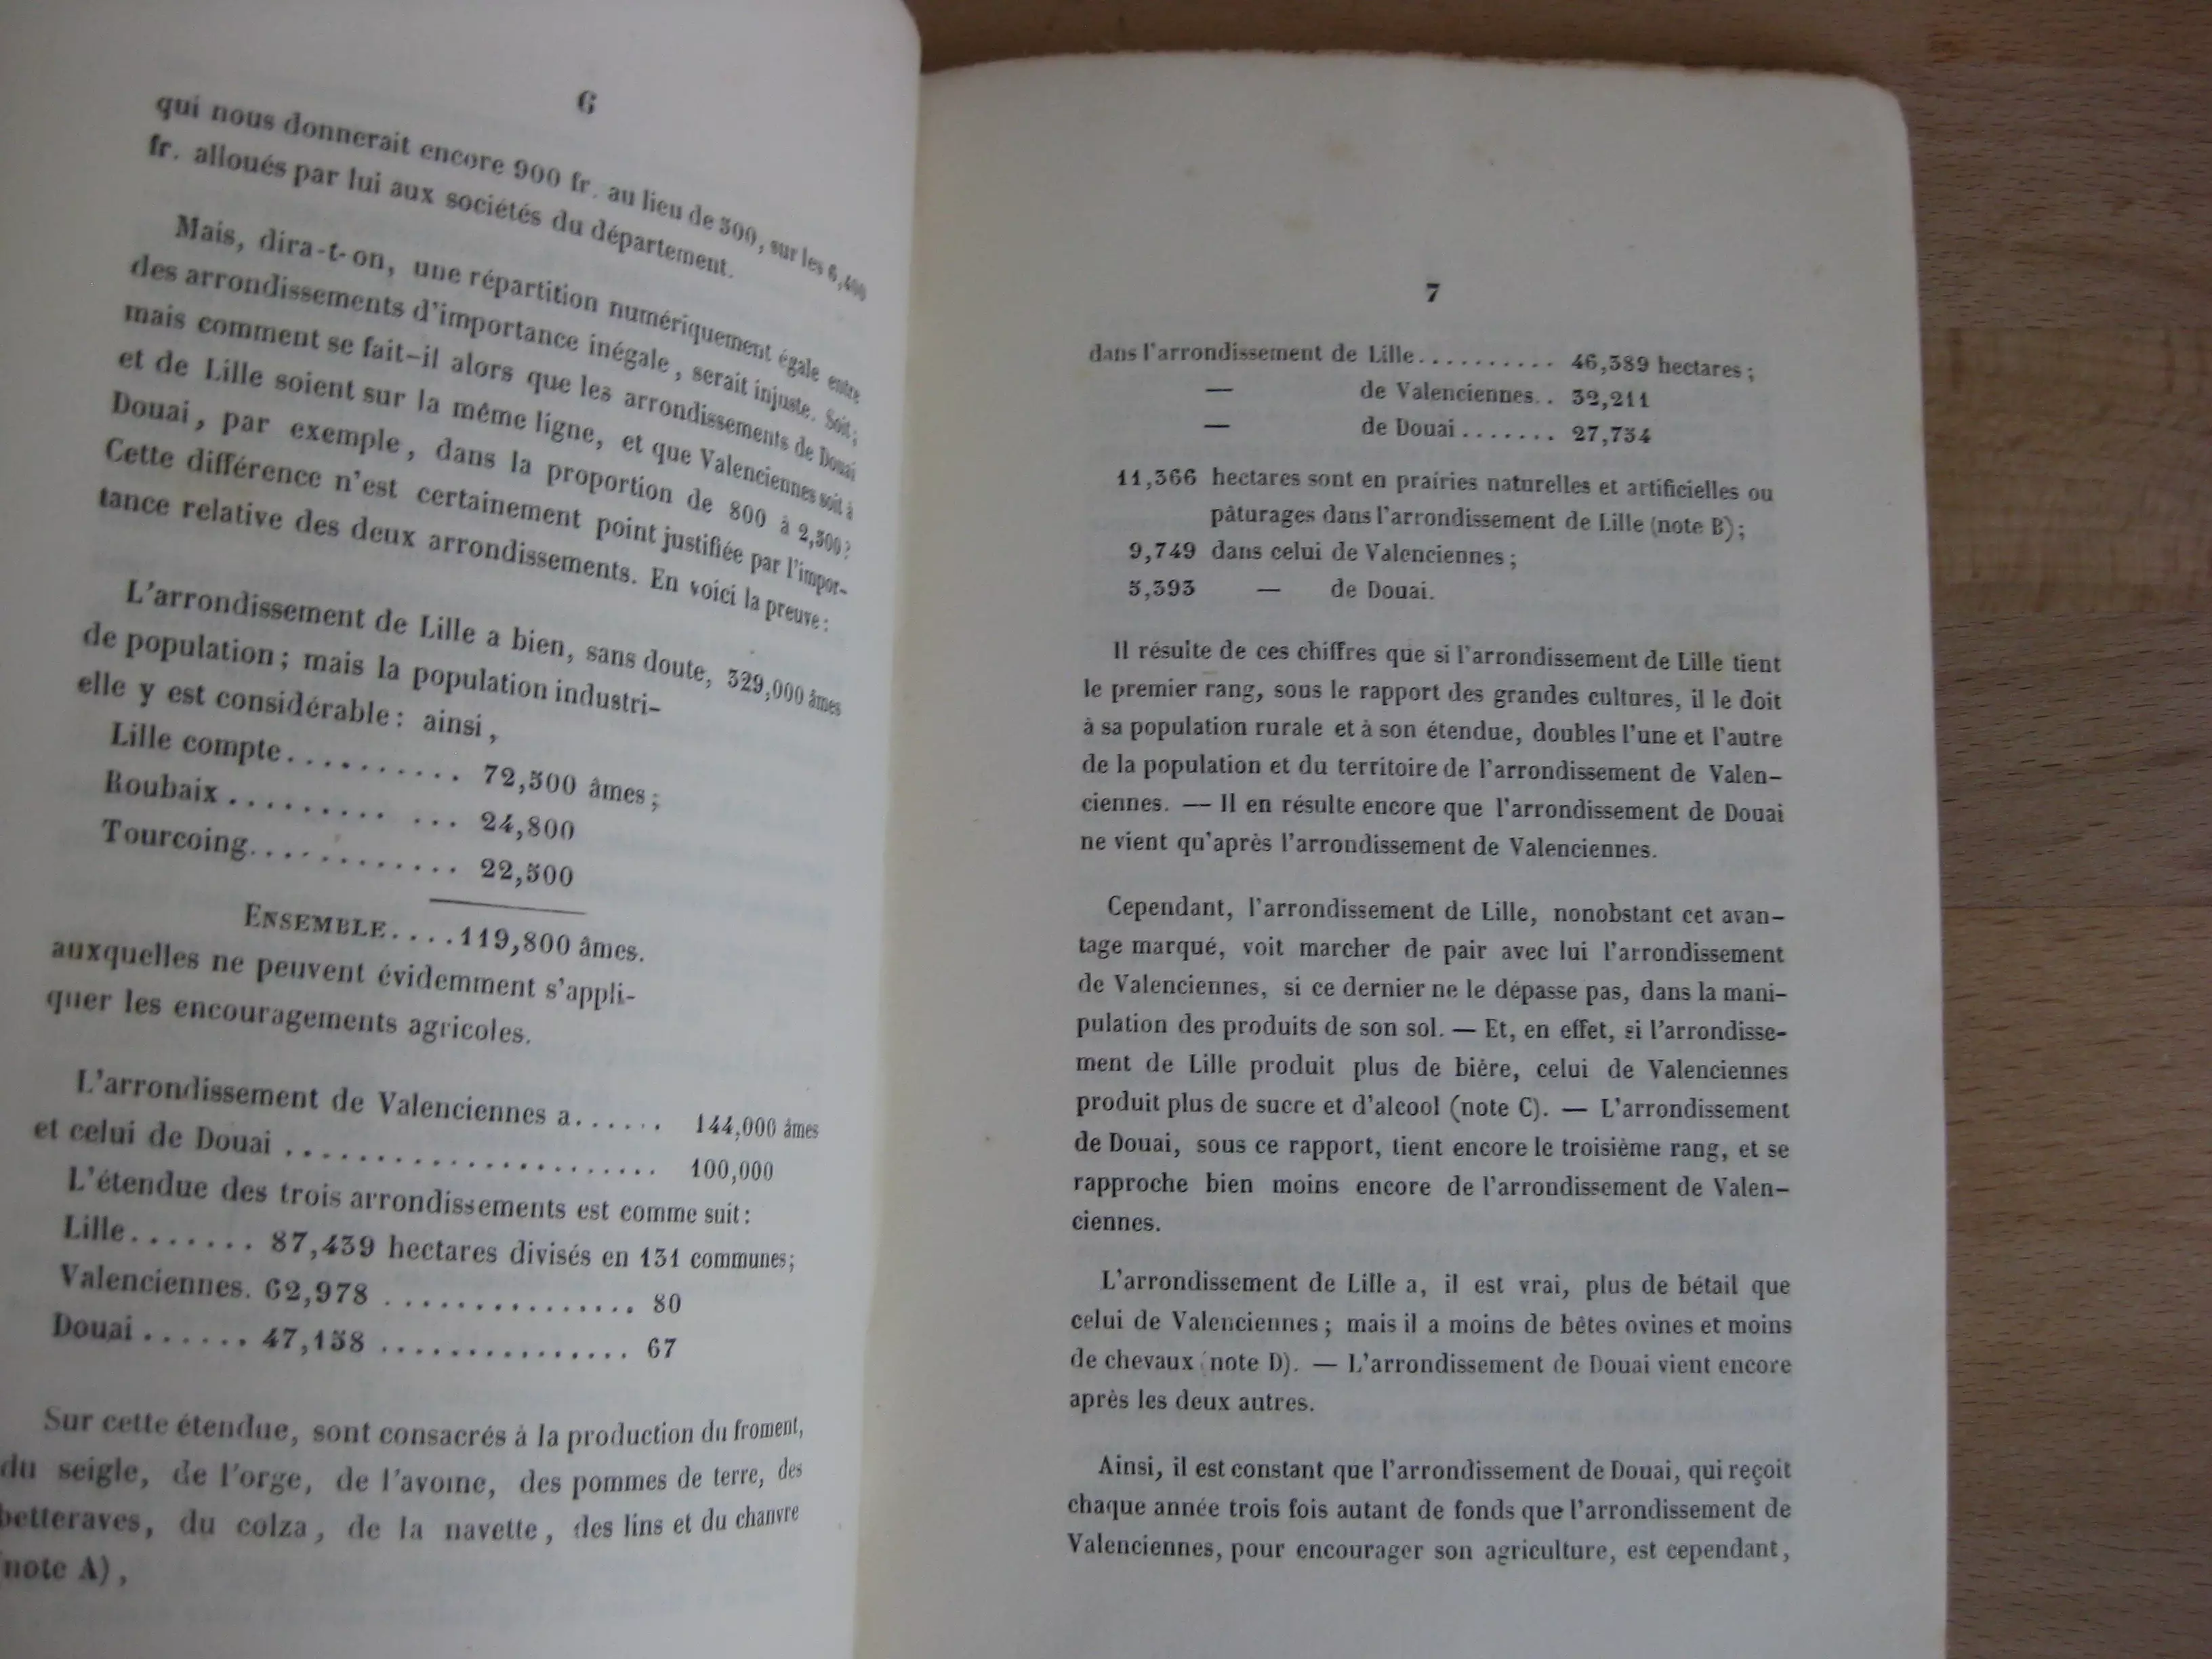 6
qui nous donnerait encore 900 fr. au lieu de 300, sur les 6,400
fr. alloués par lui aux sociétés du département.
Mais, dira-t-on, une répartition numériquement égale entre
des arrondissements d'importance inégale, serait injuste. Soit;
mais comment se fait-il alors que les arrondissements de Douai
et de Lille soient sur la même ligne, et que Valenciennes soit à
Douai, par exemple, dans la proportion de 800 à 2,300?
Cette différence n'est certainement point justifiée par l'impor-
tance relative des deux arrondissements. En voici la preuve:
L'arrondissement de Lille a bien, sans doute, 329,000 âmes
de population; mais la population industri-
elle y est considérable: ainsi,
Lille compte.......... 72,500 âmes;
Roubaix ......... ... 24,800
Tourcoing............ 22,500
ENSEMBLE....119,800 âmes.
auxquelles ne peuvent évidemment s'appli-
quer les encouragements agricoles.
L'arrondissement de Valenciennes a...... 144,000 âmes
et celui de Douai ...................... 100,000
L'étendue des trois arrondissements est comme suit:
Lille....... 87,439 hectares divisés en 131 communes;
Valenciennes. 62,978 ............... 80
Douai ...... 47,138 ............... 67
Sur cette étendue, sont consacrés à la production du froment,
du seigle, de l'orge, de l'avoine, des pommes de terre, des
betteraves, du colza, de la navette, des lins et du chanvre
(note A),
7
dans l'arrondissement de Lille.......... 46,389 hectares;
— de Valenciennes.. 32,211
— de Douai....... 27,734
11,366 hectares sont en prairies naturelles et artificielles ou
pâturages dans l'arrondissement de Lille (note B);
9,749 dans celui de Valenciennes;
3,393 — de Douai.
Il résulte de ces chiffres que si l'arrondissement de Lille tient
le premier rang, sous le rapport des grandes cultures, il le doit
à sa population rurale et à son étendue, doubles l'une et l'autre
de la population et du territoire de l'arrondissement de Valen-
ciennes. — Il en résulte encore que l'arrondissement de Douai
ne vient qu'après l'arrondissement de Valenciennes.
Cependant, l'arrondissement de Lille, nonobstant cet avan-
tage marqué, voit marcher de pair avec lui l'arrondissement
de Valenciennes, si ce dernier ne le dépasse pas, dans la mani-
pulation des produits de son sol. — Et, en effet, si l'arrondisse-
ment de Lille produit plus de bière, celui de Valenciennes
produit plus de sucre et d'alcool (note C). — L'arrondissement
de Douai, sous ce rapport, tient encore le troisième rang, et se
rapproche bien moins encore de l'arrondissement de Valen-
ciennes.
L'arrondissement de Lille a, il est vrai, plus de bétail que
celui de Valenciennes; mais il a moins de bêtes ovines et moins
de chevaux (note D). — L'arrondissement de Douai vient encore
après les deux autres.
Ainsi, il est constant que l'arrondissement de Douai, qui reçoit
chaque année trois fois autant de fonds que l'arrondissement de
Valenciennes, pour encourager son agriculture, est cependant,